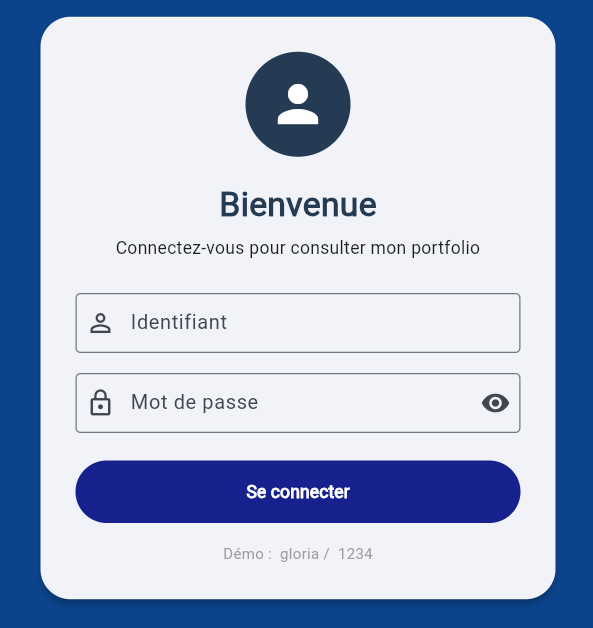 Bienvenue
Connectez-vous pour consulter mon portfolio
Identifiant
Mot de passe
Se connecter
Démo : gloria / 1234